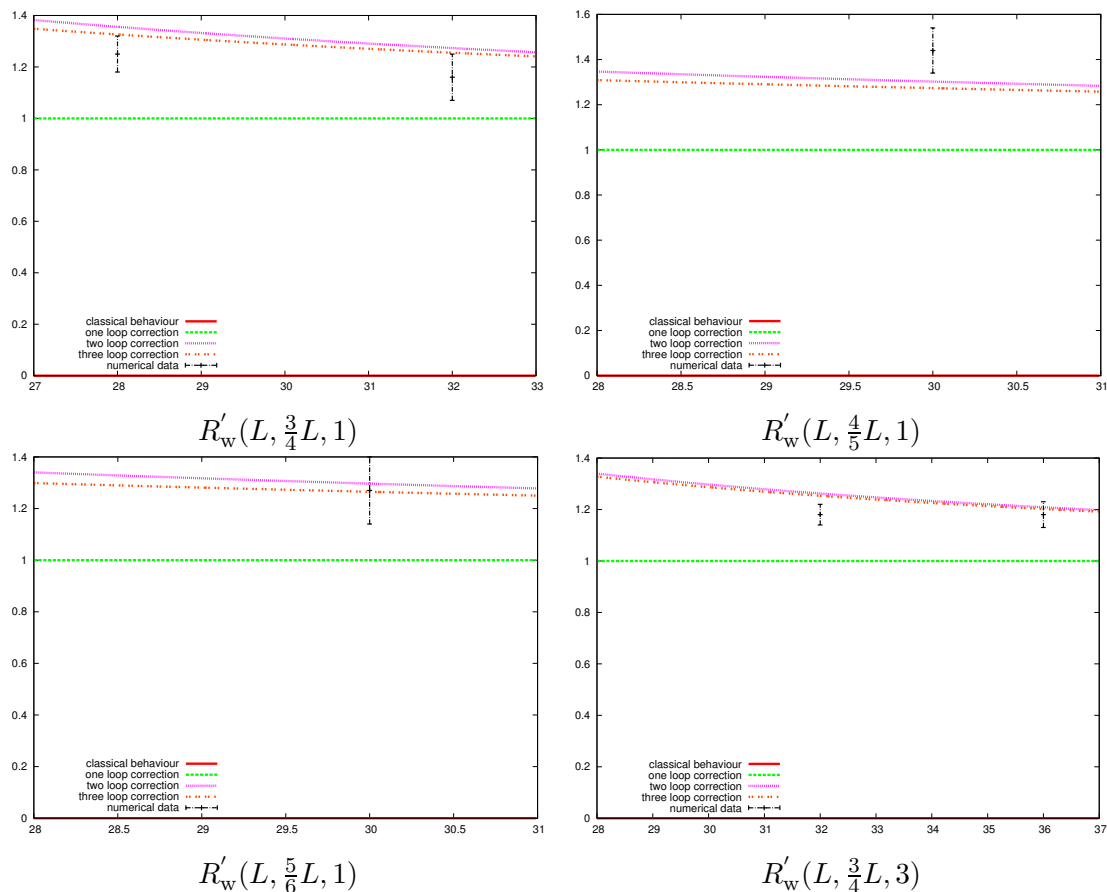 1.4
1.2
1
0.8
0.6
0.4
0.2
0
classical behaviour
one loop correction
two loop correction
three loop correction
numerical data
27 28 29 30 31 32 33
R′w(L, 3/4 L, 1)
1.6
1.4
1.2
1
0.8
0.6
0.4
0.2
0
classical behaviour
one loop correction
two loop correction
three loop correction
numerical data
28 28.5 29 29.5 30 30.5 31
R′w(L, 4/5 L, 1)
1.4
1.2
1
0.8
0.6
0.4
0.2
0
classical behaviour
one loop correction
two loop correction
three loop correction
numerical data
28 28.5 29 29.5 30 30.5 31
R′w(L, 5/6 L, 1)
1.4
1.2
1
0.8
0.6
0.4
0.2
0
classical behaviour
one loop correction
two loop correction
three loop correction
numerical data
28 29 30 31 32 33 34 35 36 37
R′w(L, 3/4 L, 3)